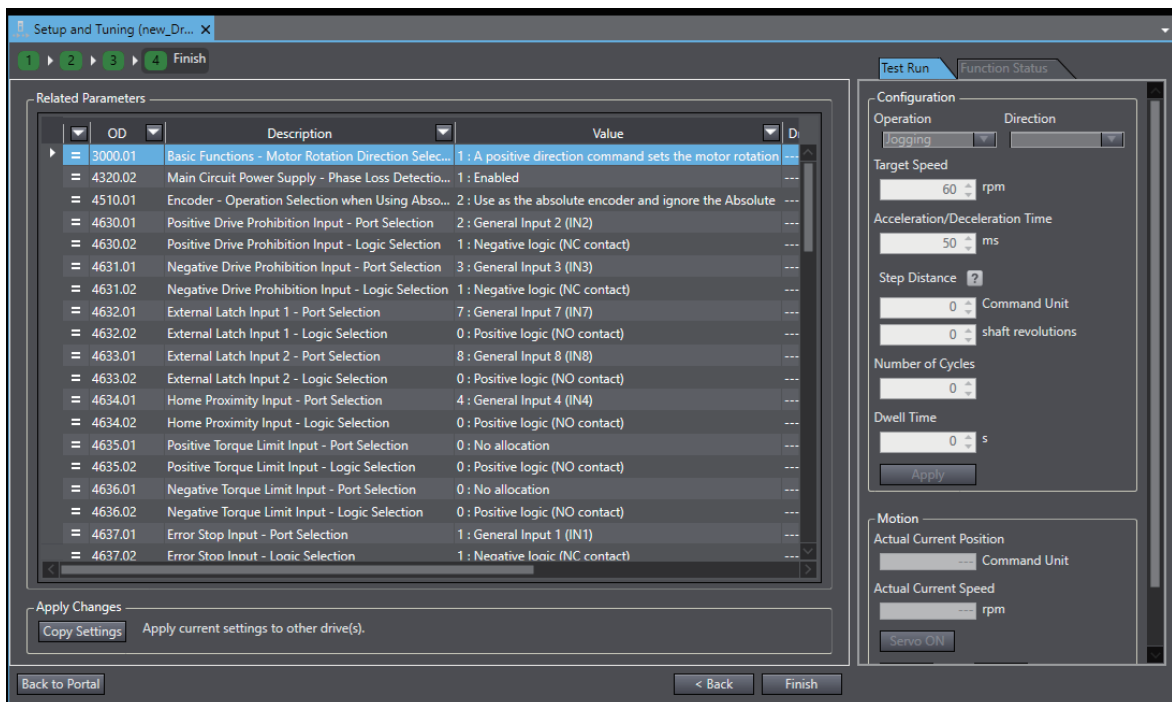 Setup and Tuning (new_Dr... X
1 2 3 4 Finish
Related Parameters
OD Description Value D
= 3000.01 Basic Functions - Motor Rotation Direction Selec... 1 : A positive direction command sets the motor rotation ---
= 4320.02 Main Circuit Power Supply - Phase Loss Detectio... 1 : Enabled ---
= 4510.01 Encoder - Operation Selection when Using Abso... 2 : Use as the absolute encoder and ignore the Absolute ---
= 4630.01 Positive Drive Prohibition Input - Port Selection 2 : General Input 2 (IN2) ---
= 4630.02 Positive Drive Prohibition Input - Logic Selection 1 : Negative logic (NC contact) ---
= 4631.01 Negative Drive Prohibition Input - Port Selection 3 : General Input 3 (IN3) ---
= 4631.02 Negative Drive Prohibition Input - Logic Selection 1 : Negative logic (NC contact) ---
= 4632.01 External Latch Input 1 - Port Selection 7 : General Input 7 (IN7) ---
= 4632.02 External Latch Input 1 - Logic Selection 0 : Positive logic (NO contact) ---
= 4633.01 External Latch Input 2 - Port Selection 8 : General Input 8 (IN8) ---
= 4633.02 External Latch Input 2 - Logic Selection 0 : Positive logic (NO contact) ---
= 4634.01 Home Proximity Input - Port Selection 4 : General Input 4 (IN4) ---
= 4634.02 Home Proximity Input - Logic Selection 0 : Positive logic (NO contact) ---
= 4635.01 Positive Torque Limit Input - Port Selection 0 : No allocation ---
= 4635.02 Positive Torque Limit Input - Logic Selection 0 : Positive logic (NO contact) ---
= 4636.01 Negative Torque Limit Input - Port Selection 0 : No allocation ---
= 4636.02 Negative Torque Limit Input - Logic Selection 0 : Positive logic (NO contact) ---
= 4637.01 Error Stop Input - Port Selection 1 : General Input 1 (IN1) ---
= 4637.02 Error Stop Input - Logic Selection 1 : Negative logic (NC contact) ---
Apply Changes
Copy Settings Apply current settings to other drive(s).
Back to Portal < Back Finish
Test Run Function Status
Configuration
Operation Direction
Jogging
Target Speed
60 rpm
Acceleration/Deceleration Time
50 ms
Step Distance ?
0 Command Unit
0 shaft revolutions
Number of Cycles
0
Dwell Time
0 s
Apply
Motion
Actual Current Position
--- Command Unit
Actual Current Speed
--- rpm
Servo ON